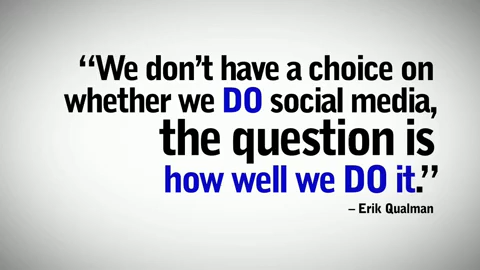 “We don’t have a choice on
whether we DO social media,
the question is
how well we DO it.”
– Erik Qualman